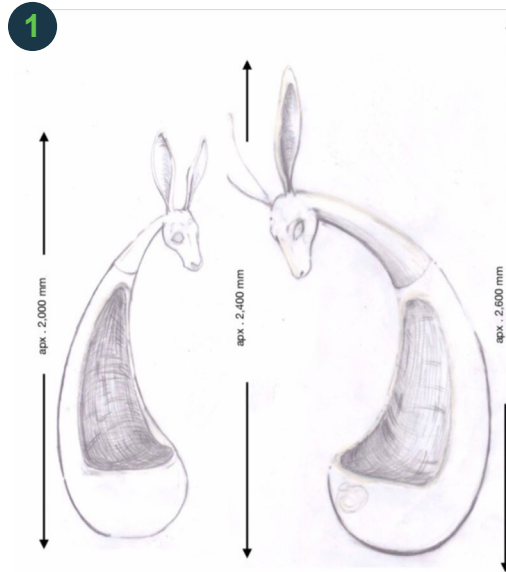 1
apx . 2,000 mm
apx . 2,400 mm
apx . 2,600 mm